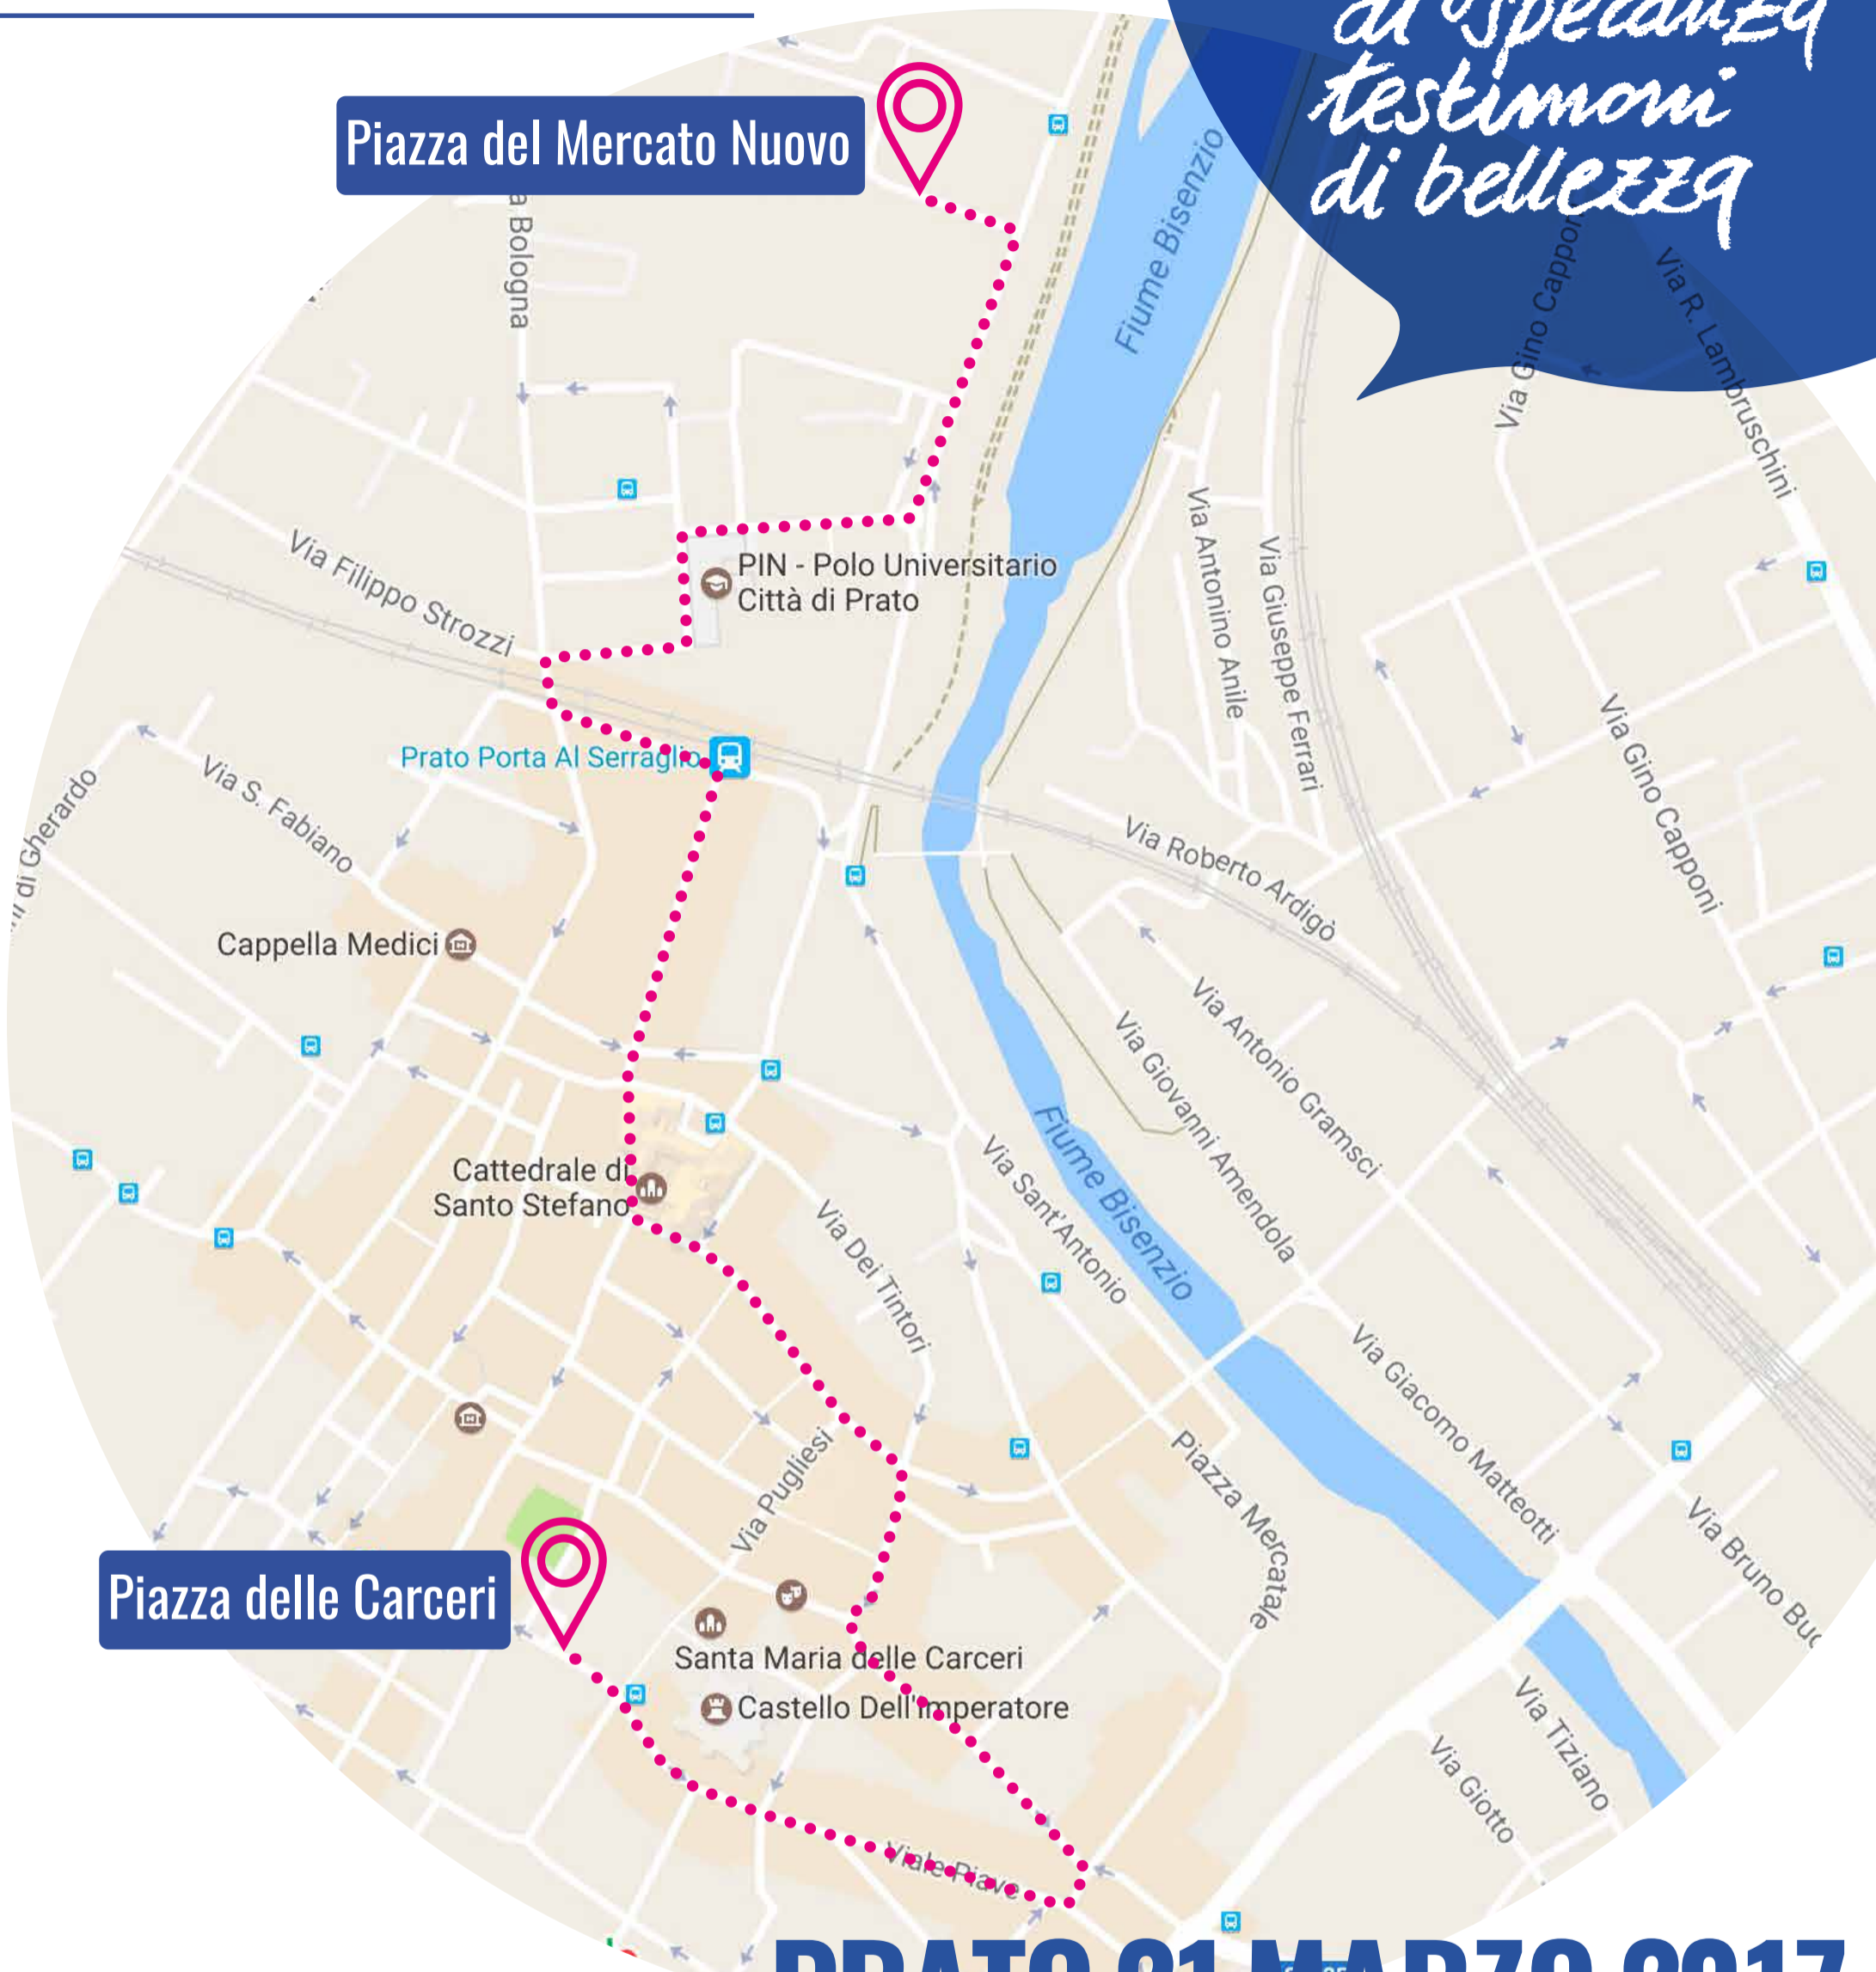 di speranza
testimoni
di bellezza
Piazza del Mercato Nuovo
Bologna
Fiume Bisenzio
Via Gino Capponi
Via R. Lambruschini
Via Filippo Strozzi
PIN - Polo Universitario
Città di Prato
Via Antonino Anile
Via Giuseppe Ferrari
Prato Porta Al Serraglio
Via S. Fabiano
di Gherardo
Via Gino Capponi
Via Roberto Ardigò
Cappella Medici
Via Antonio Gramsci
Via Giovanni Amendola
Fiume Bisenzio
Via Sant'Antonio
Cattedrale di
Santo Stefano
Via Dei Tintori
Via Giacomo Matteotti
Via Pugliesi
Piazza Mercatale
Via Bruno Buc
Piazza delle Carceri
Santa Maria delle Carceri
Castello Dell'Imperatore
Via Tiziano
Via Giotto
Viale Piave
PRATO 21 MARZO 2017